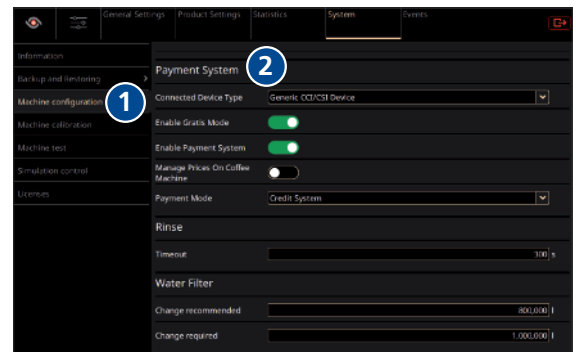 General Settings Product Settings Statistics System Events
Information
Backup and Restoring
Machine configuration
Machine calibration
Machine test
Simulation control
Licenses
1
Payment System
2
Connected Device Type Generic CCI/CSI Device
Enable Gratis Mode
Enable Payment System
Manage Prices On Coffee
Machine
Payment Mode Credit System
Rinse
Timeout 300 s
Water Filter
Change recommended 800,000 l
Change required 1,000,000 l